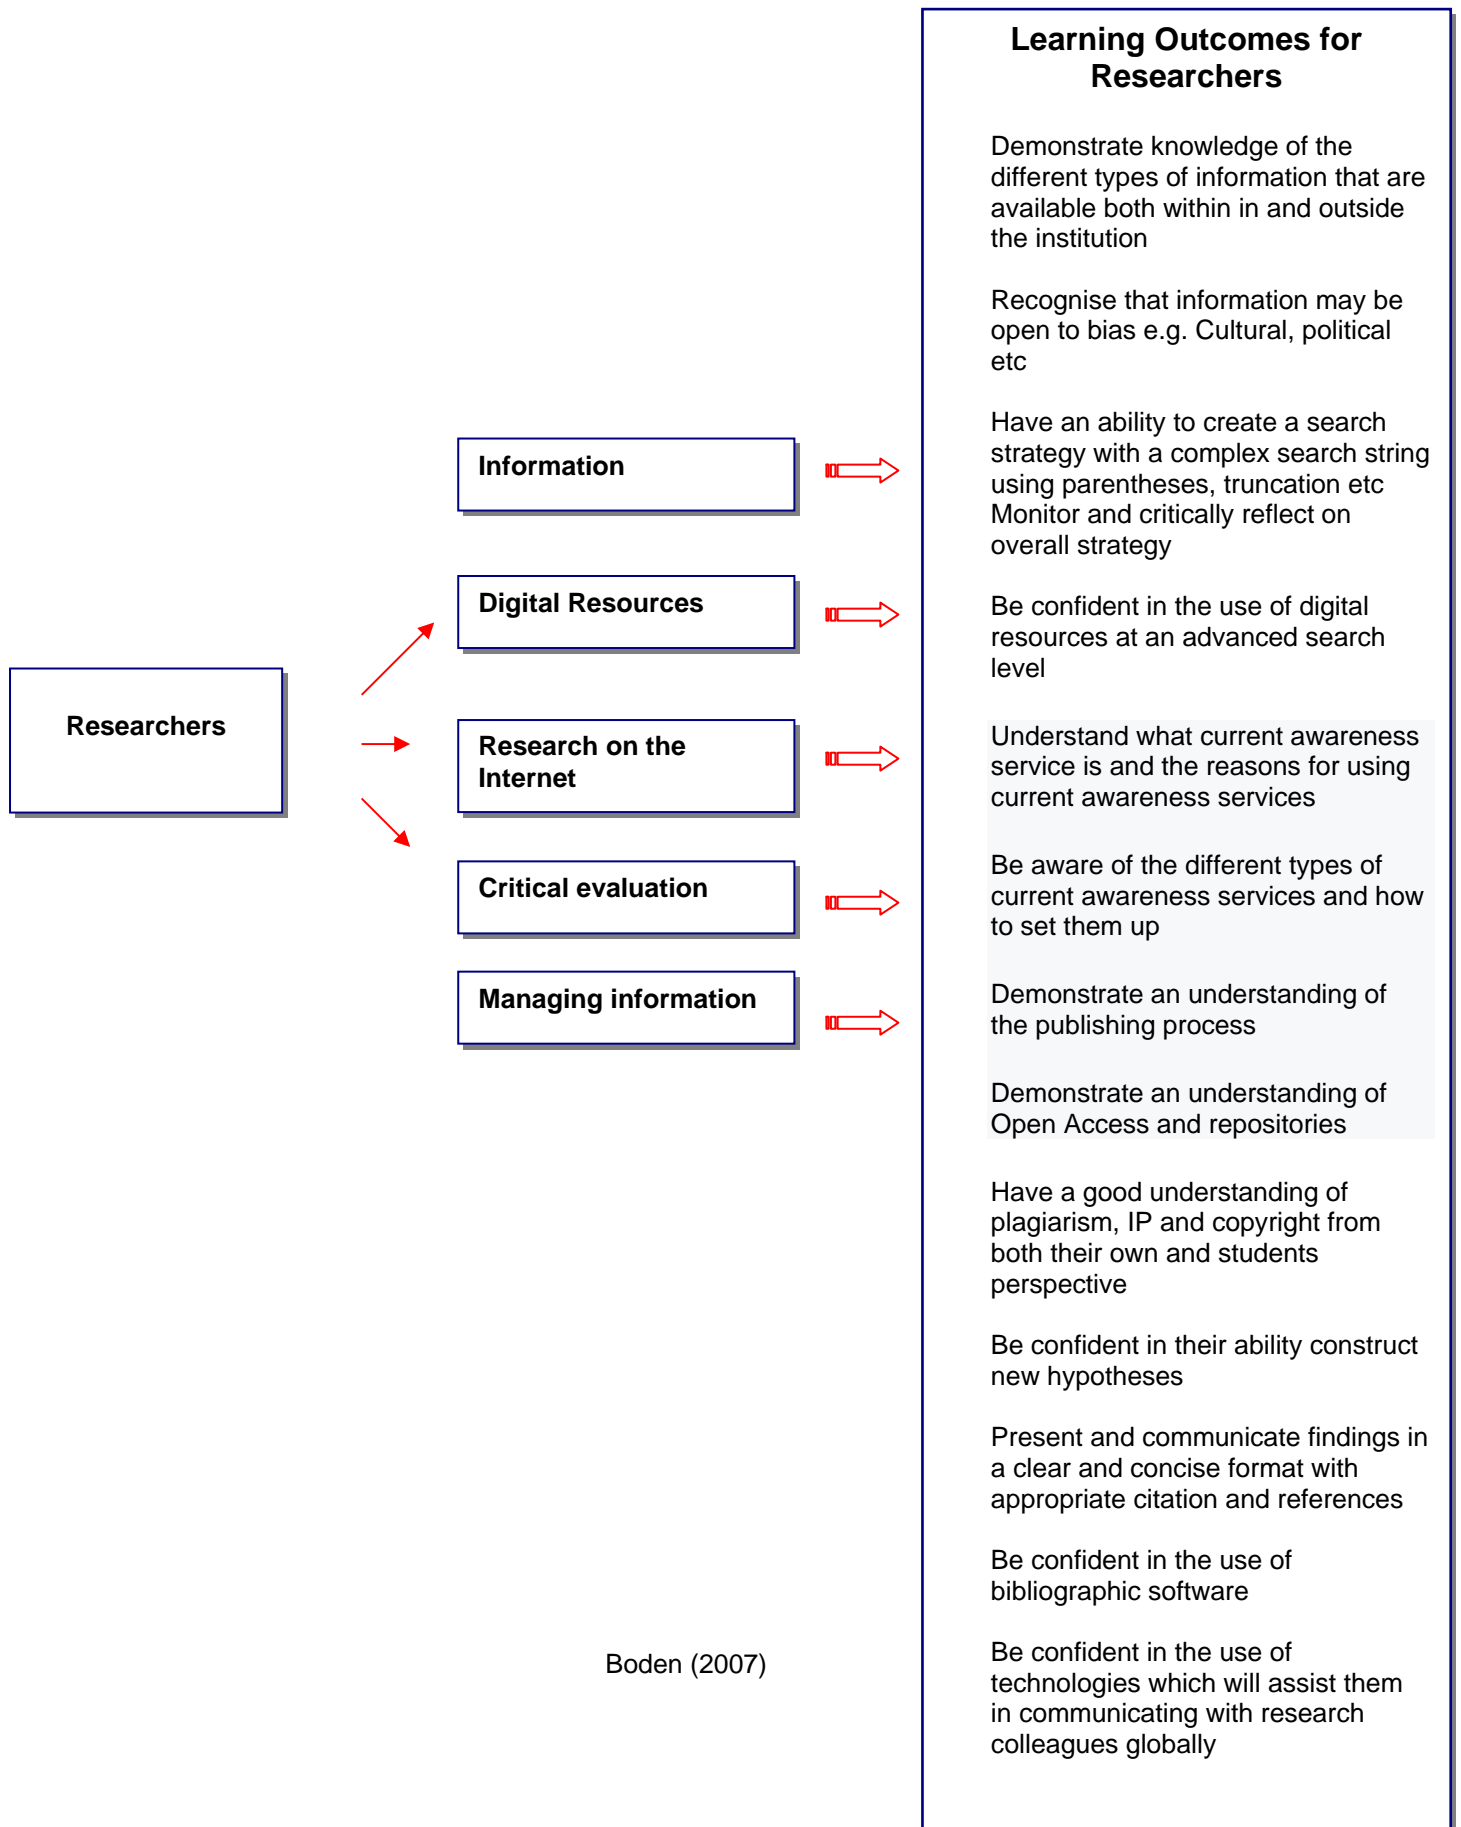 Researchers
Information
Digital Resources
Research on the
Internet
Critical evaluation
Managing information
Boden (2007)
Learning Outcomes for
Researchers
Demonstrate knowledge of the
different types of information that are
available both within in and outside
the institution
Recognise that information may be
open to bias e.g. Cultural, political
etc
Have an ability to create a search
strategy with a complex search string
using parentheses, truncation etc
Monitor and critically reflect on
overall strategy
Be confident in the use of digital
resources at an advanced search
level
Understand what current awareness
service is and the reasons for using
current awareness services
Be aware of the different types of
current awareness services and how
to set them up
Demonstrate an understanding of
the publishing process
Demonstrate an understanding of
Open Access and repositories
Have a good understanding of
plagiarism, IP and copyright from
both their own and students
perspective
Be confident in their ability construct
new hypotheses
Present and communicate findings in
a clear and concise format with
appropriate citation and references
Be confident in the use of
bibliographic software
Be confident in the use of
technologies which will assist them
in communicating with research
colleagues globally